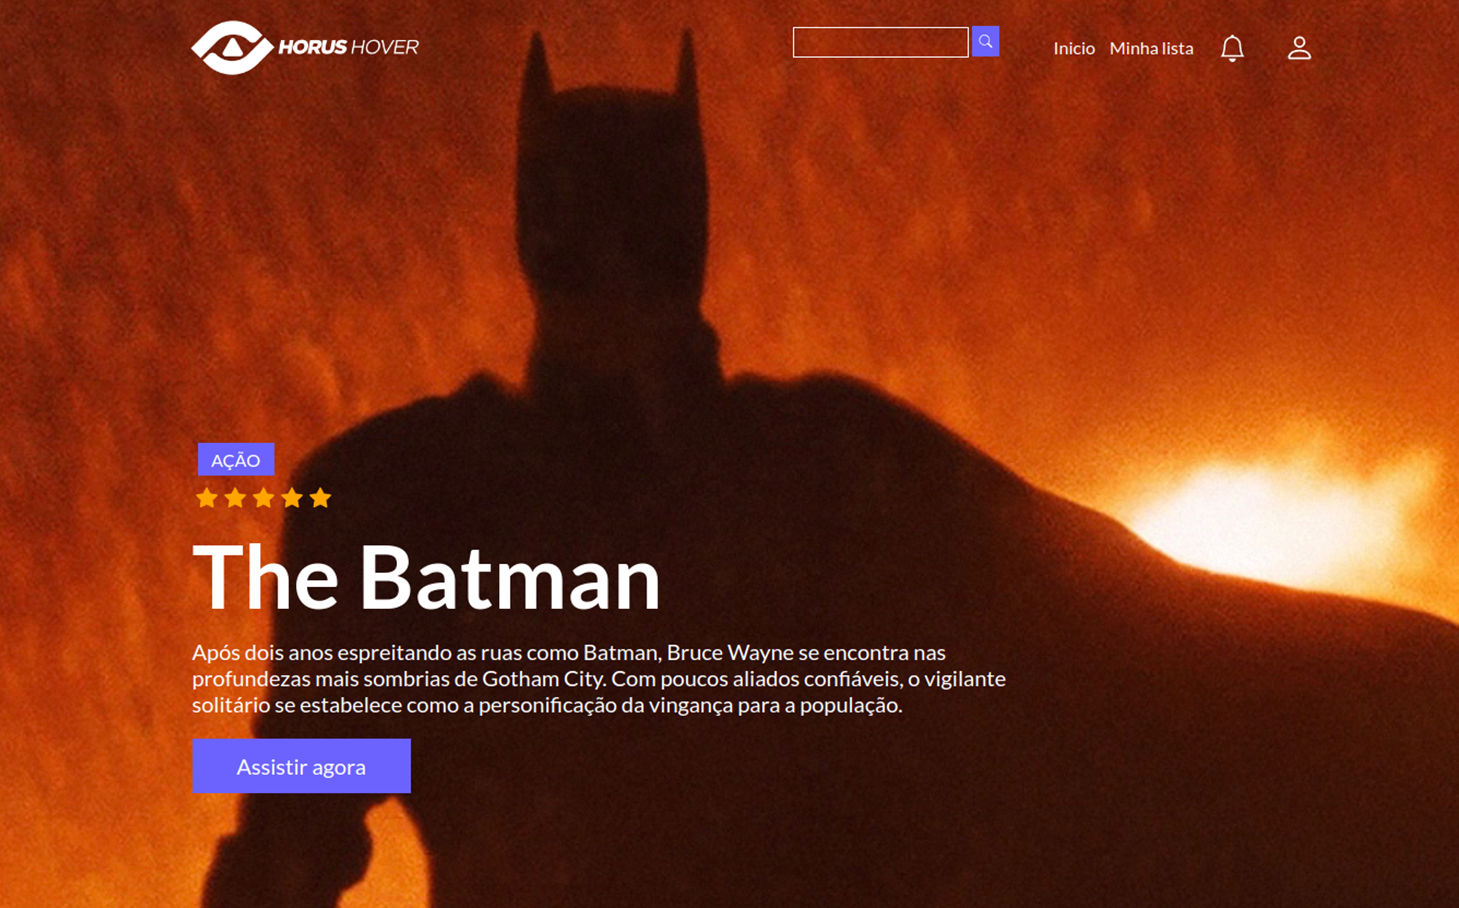 HORUS HOVER
Inicio
Minha lista
AÇÃO
The Batman
Após dois anos espreitando as ruas como Batman, Bruce Wayne se encontra nas
profundezas mais sombrias de Gotham City. Com poucos aliados confiáveis, o vigilante
solitário se estabelece como a personificação da vingança para a população.
Assistir agora